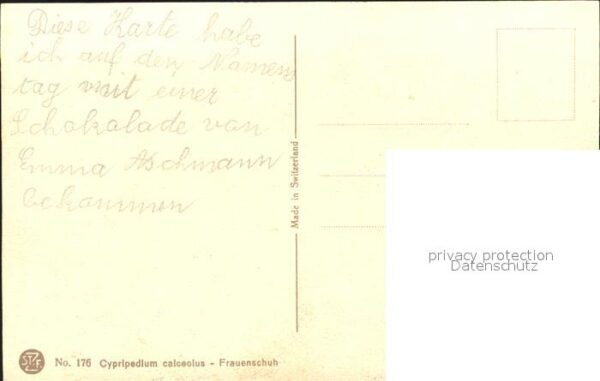 Diese Karte habe
ich auf den Namens
tag mit einer
Schokolade von
Emma Aschmann
bekommen
Made in Switzerland
privacy protection
Datenschutz
No. 176 Cypripedium calceolus - Frauenschuh